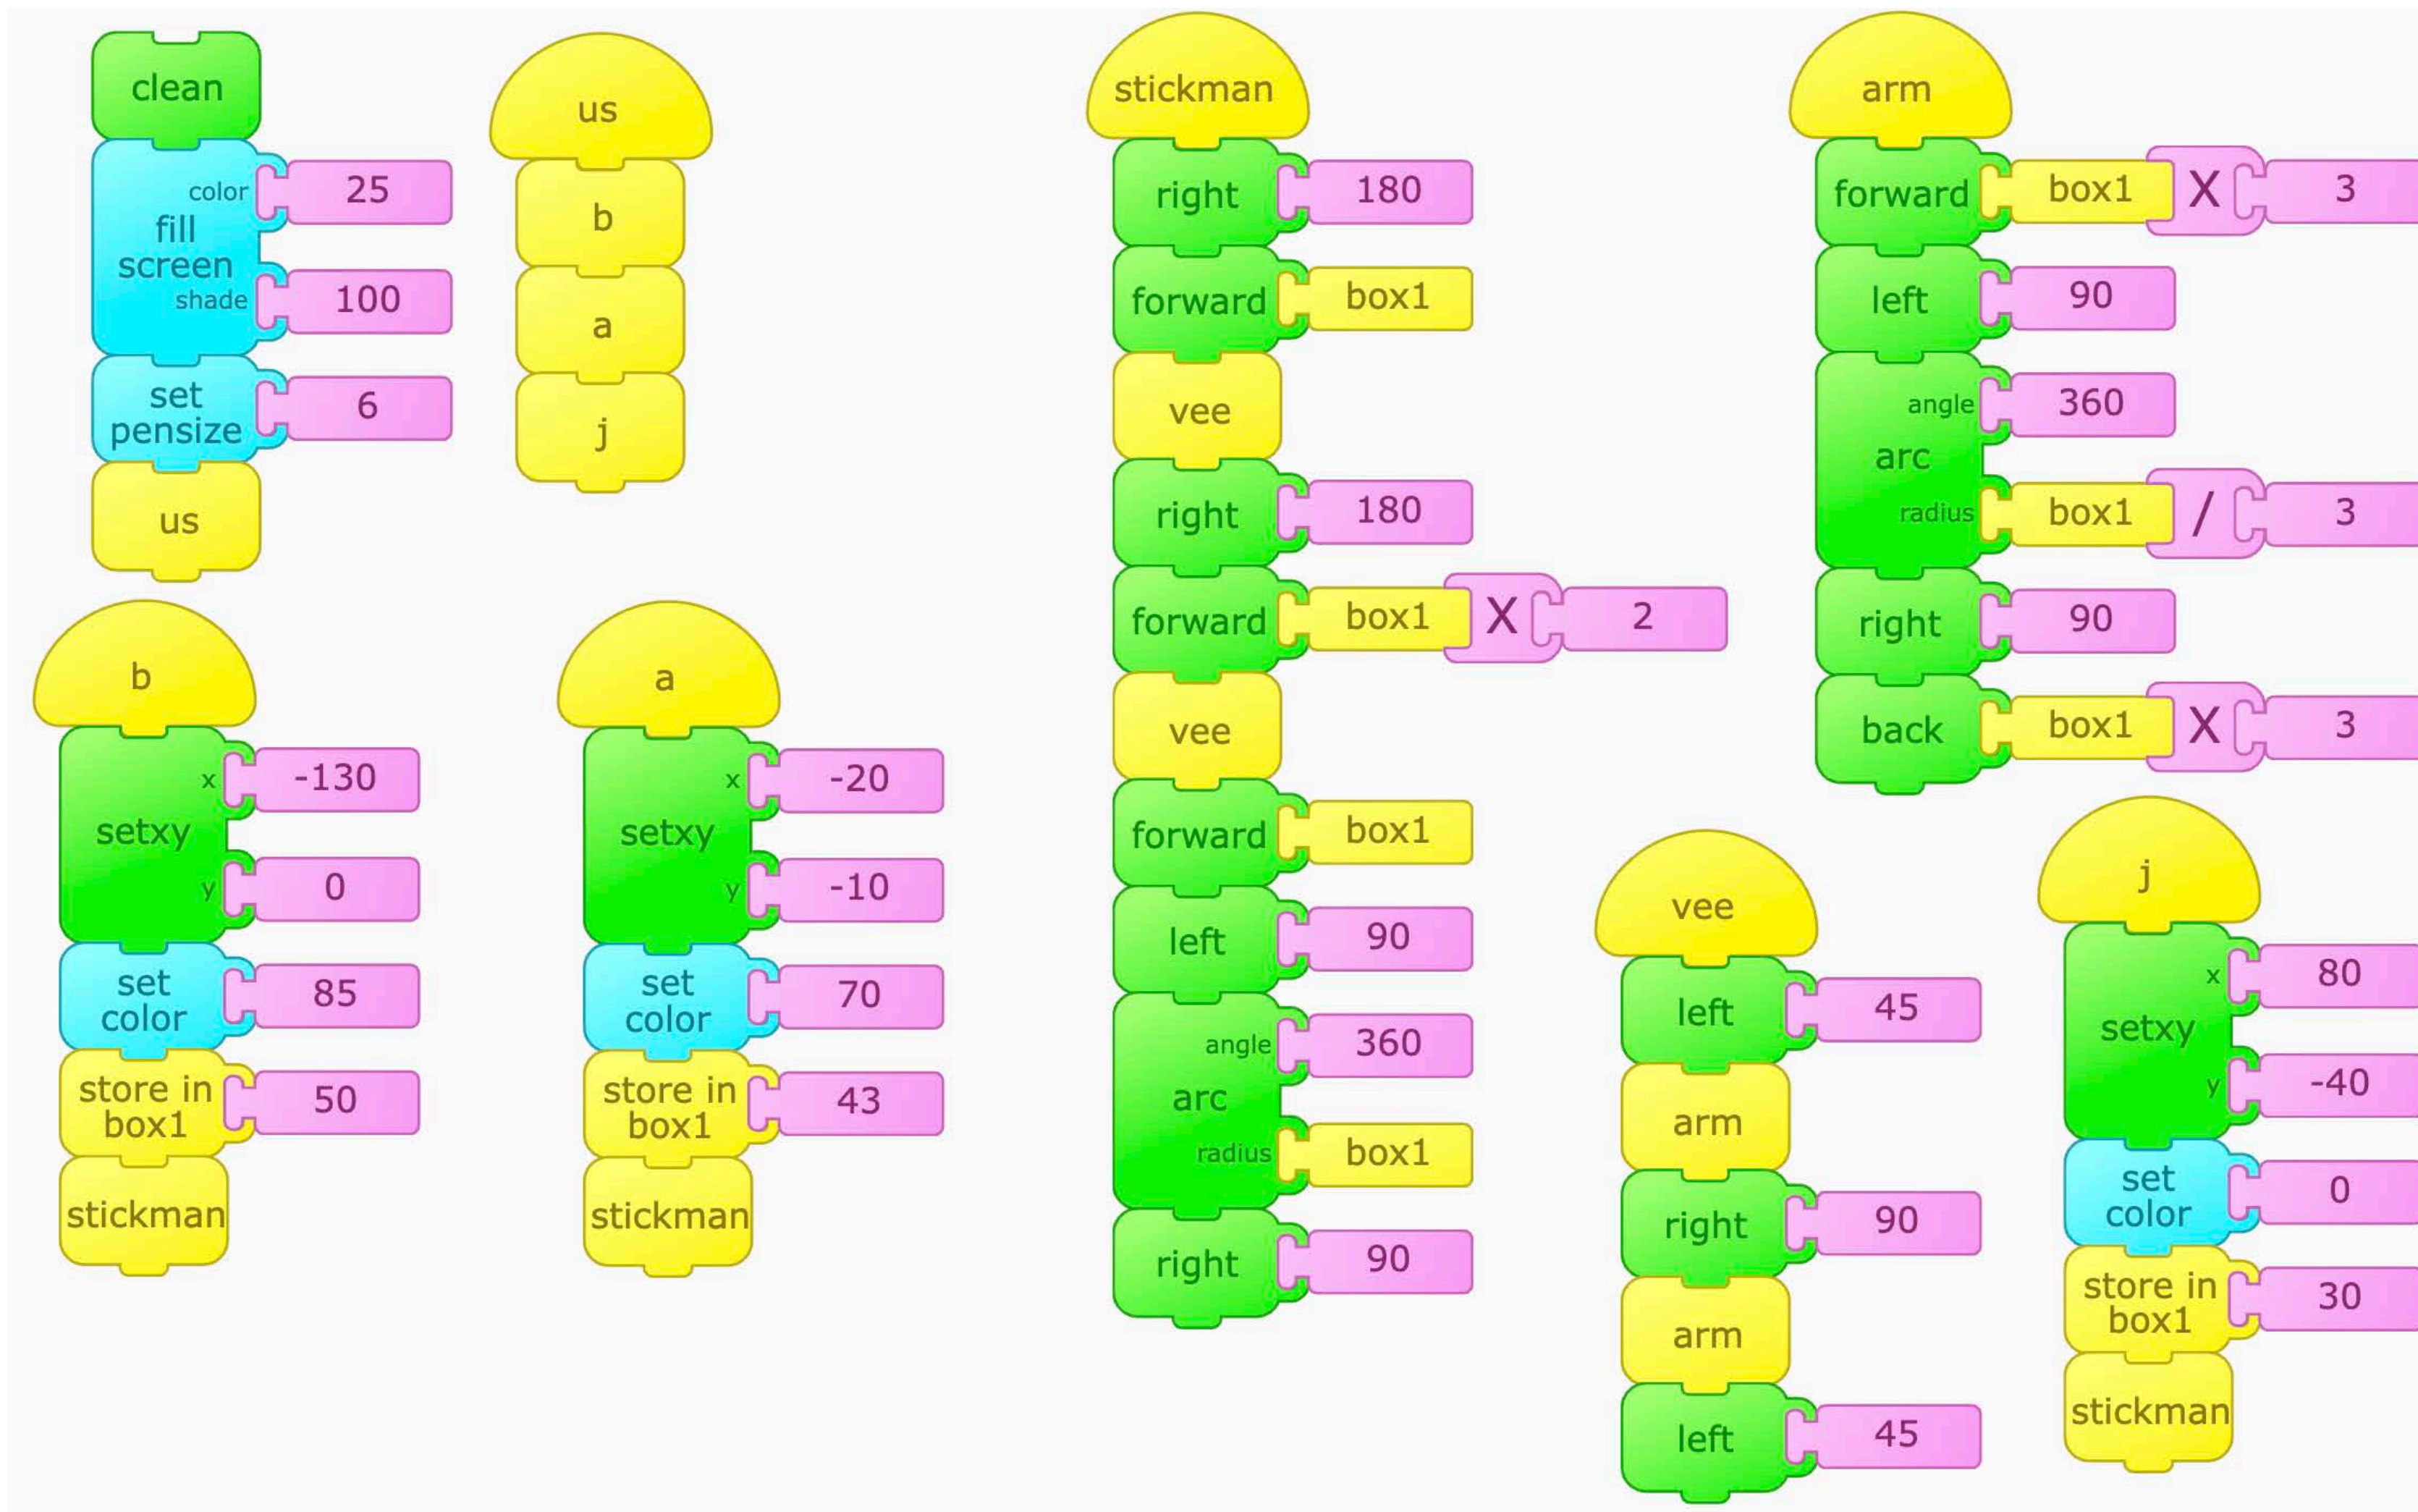 clean
color 25
fill
screen
shade 100
set
pensize 6
us
us
b
a
j
b
x -130
setxy
y 0
set
color 85
store in
box1 50
stickman
a
x -20
setxy
y -10
set
color 70
store in
box1 43
stickman
stickman
right 180
forward box1
vee
right 180
forward box1 X 2
vee
forward box1
left 90
angle 360
arc
radius box1
right 90
arm
forward box1 X 3
left 90
angle 360
arc
radius box1 / 3
right 90
back box1 X 3
vee
left 45
arm
right 90
arm
left 45
j
x 80
setxy
y -40
set
color 0
store in
box1 30
stickman